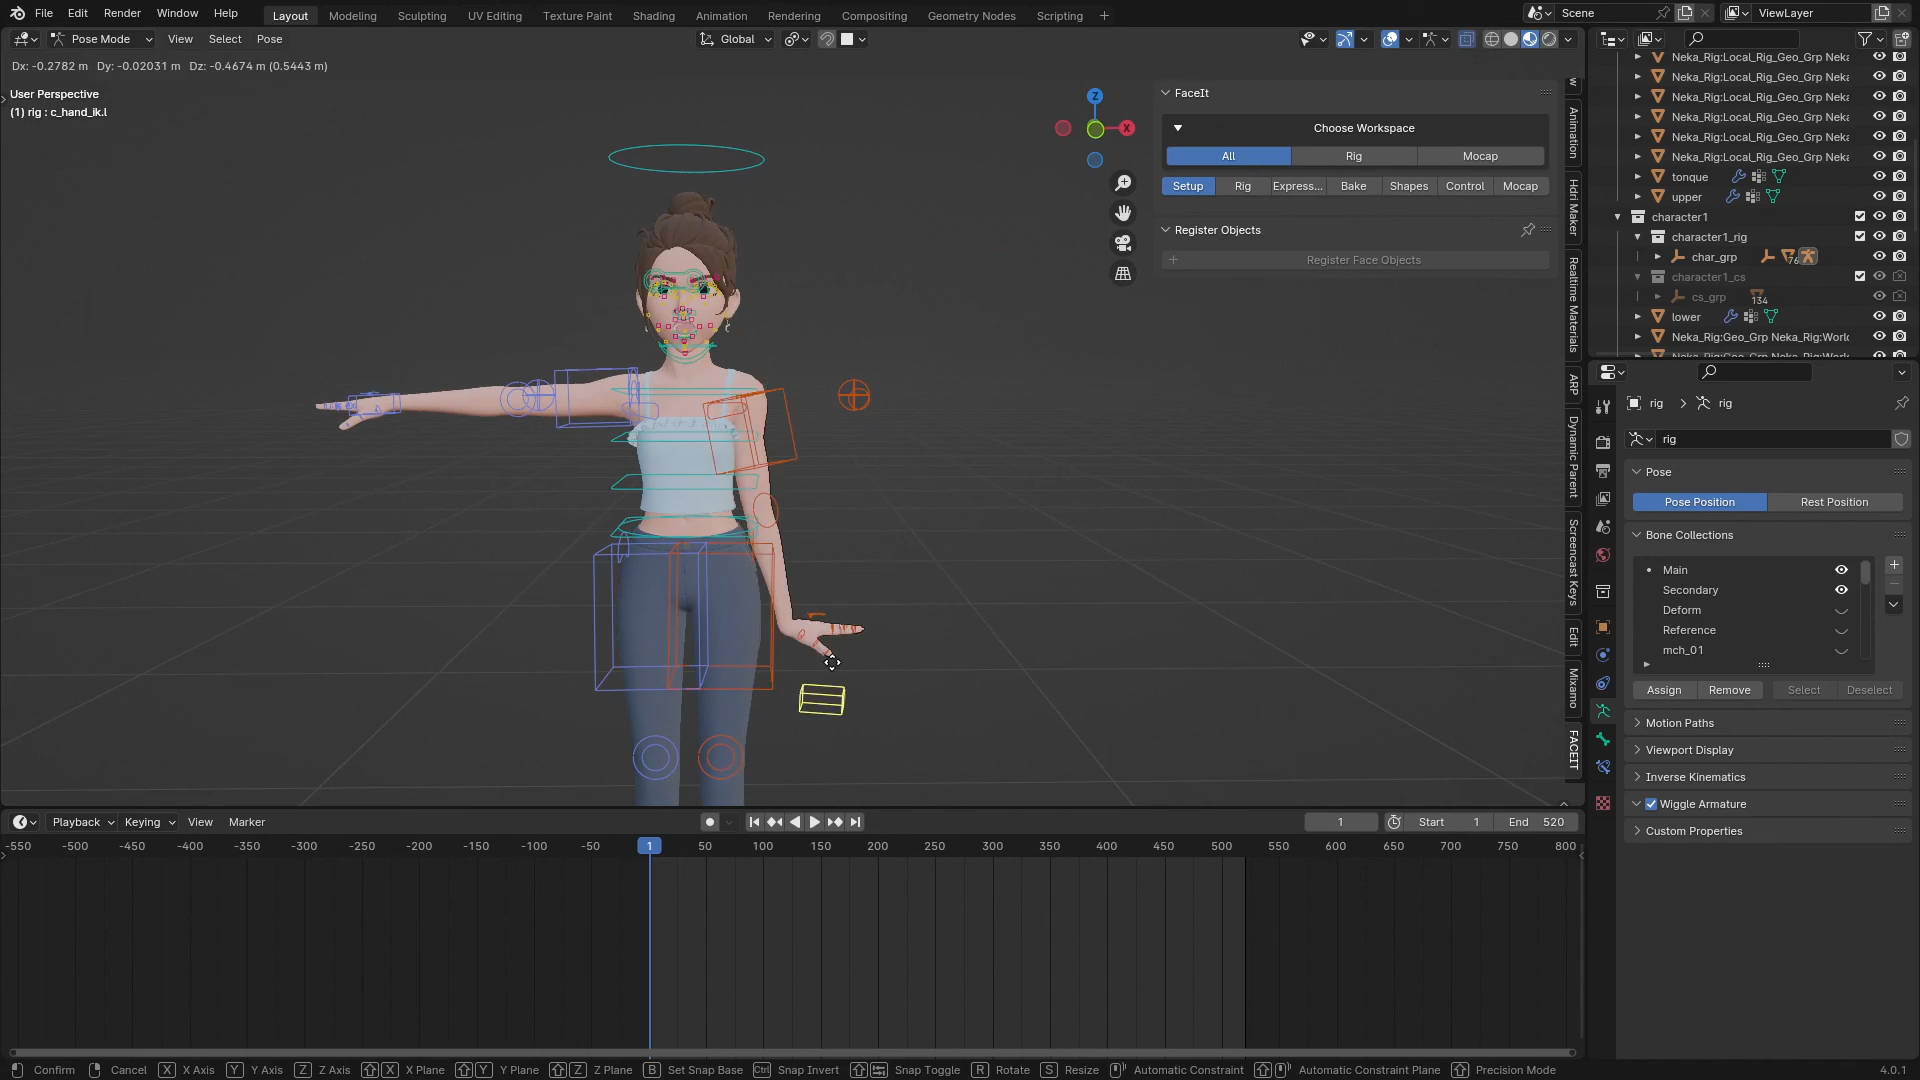 File Edit Render Window Help Layout Modeling Sculpting UV Editing Texture Paint Shading Animation Rendering Compositing Geometry Nodes Scripting + Scene ViewLayer
Pose Mode View Select Pose Global
Dx: -0.2782 m Dy: -0.02031 m Dz: -0.4674 m (0.5443 m)
User Perspective
(1) rig : c_hand_ik.l
Z
X
FaceIt
Choose Workspace
All Rig Mocap
Setup Rig Express... Bake Shapes Control Mocap
Register Objects
Register Face Objects
w
Animation
Hdri Maker
Realtime Materials
ARP
Dynamic Parent
Screencast Keys
Edit
Mixamo
FACEIT
Neka_Rig:Local_Rig_Geo_Grp Neka
Neka_Rig:Local_Rig_Geo_Grp Neka
Neka_Rig:Local_Rig_Geo_Grp Neka
Neka_Rig:Local_Rig_Geo_Grp Neka
Neka_Rig:Local_Rig_Geo_Grp Neka
Neka_Rig:Local_Rig_Geo_Grp Neka
tonque
upper
character1
character1_rig
char_grp 76
character1_cs
cs_grp 134
lower
Neka_Rig:Geo_Grp Neka_Rig:Worl
rig rig
rig
Pose
Pose Position Rest Position
Bone Collections
Main
Secondary
Deform
Reference
mch_01
Assign Remove Select Deselect
Motion Paths
Viewport Display
Inverse Kinematics
Wiggle Armature
Custom Properties
Playback Keying View Marker 1 Start 1 End 520
-550 -500 -450 -400 -350 -300 -250 -200 -150 -100 -50 1 50 100 150 200 250 300 350 400 450 500 550 600 650 700 750 800
Confirm Cancel X X Axis Y Y Axis Z Z Axis X X Plane Y Y Plane Z Z Plane B Set Snap Base Ctrl Snap Invert Snap Toggle R Rotate S Resize Automatic Constraint Automatic Constraint Plane Precision Mode 4.0.1